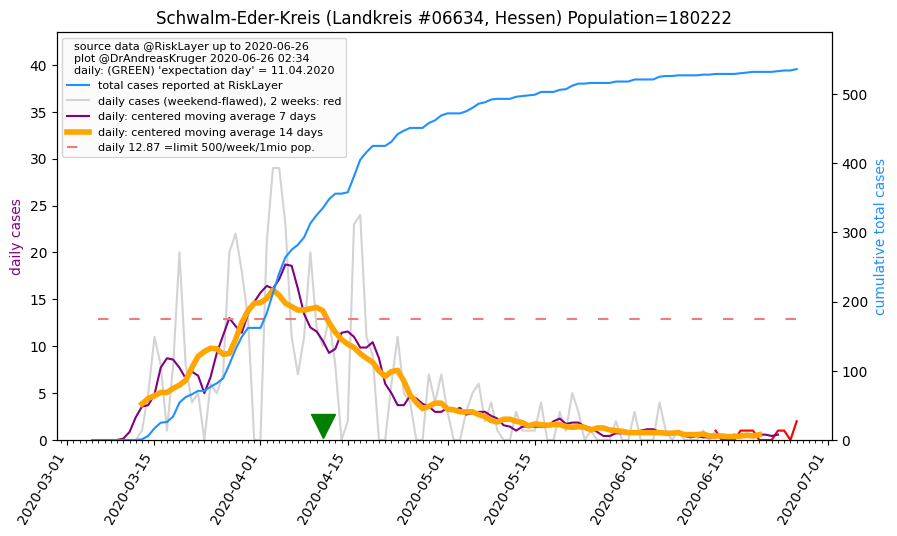 Schwalm-Eder-Kreis (Landkreis #06634, Hessen) Population=180222
source data @RiskLayer up to 2020-06-26
plot @DrAndreasKruger 2020-06-26 02:34
daily: (GREEN) 'expectation day' = 11.04.2020
total cases reported at RiskLayer
daily cases (weekend-flawed), 2 weeks: red
daily: centered moving average 7 days
daily: centered moving average 14 days
daily 12.87 =limit 500/week/1mio pop.
daily cases
40
35
30
25
20
15
10
5
0
cumulative total cases
500
400
300
200
100
0
2020-03-01
2020-03-15
2020-04-01
2020-04-15
2020-05-01
2020-05-15
2020-06-01
2020-06-15
2020-07-01